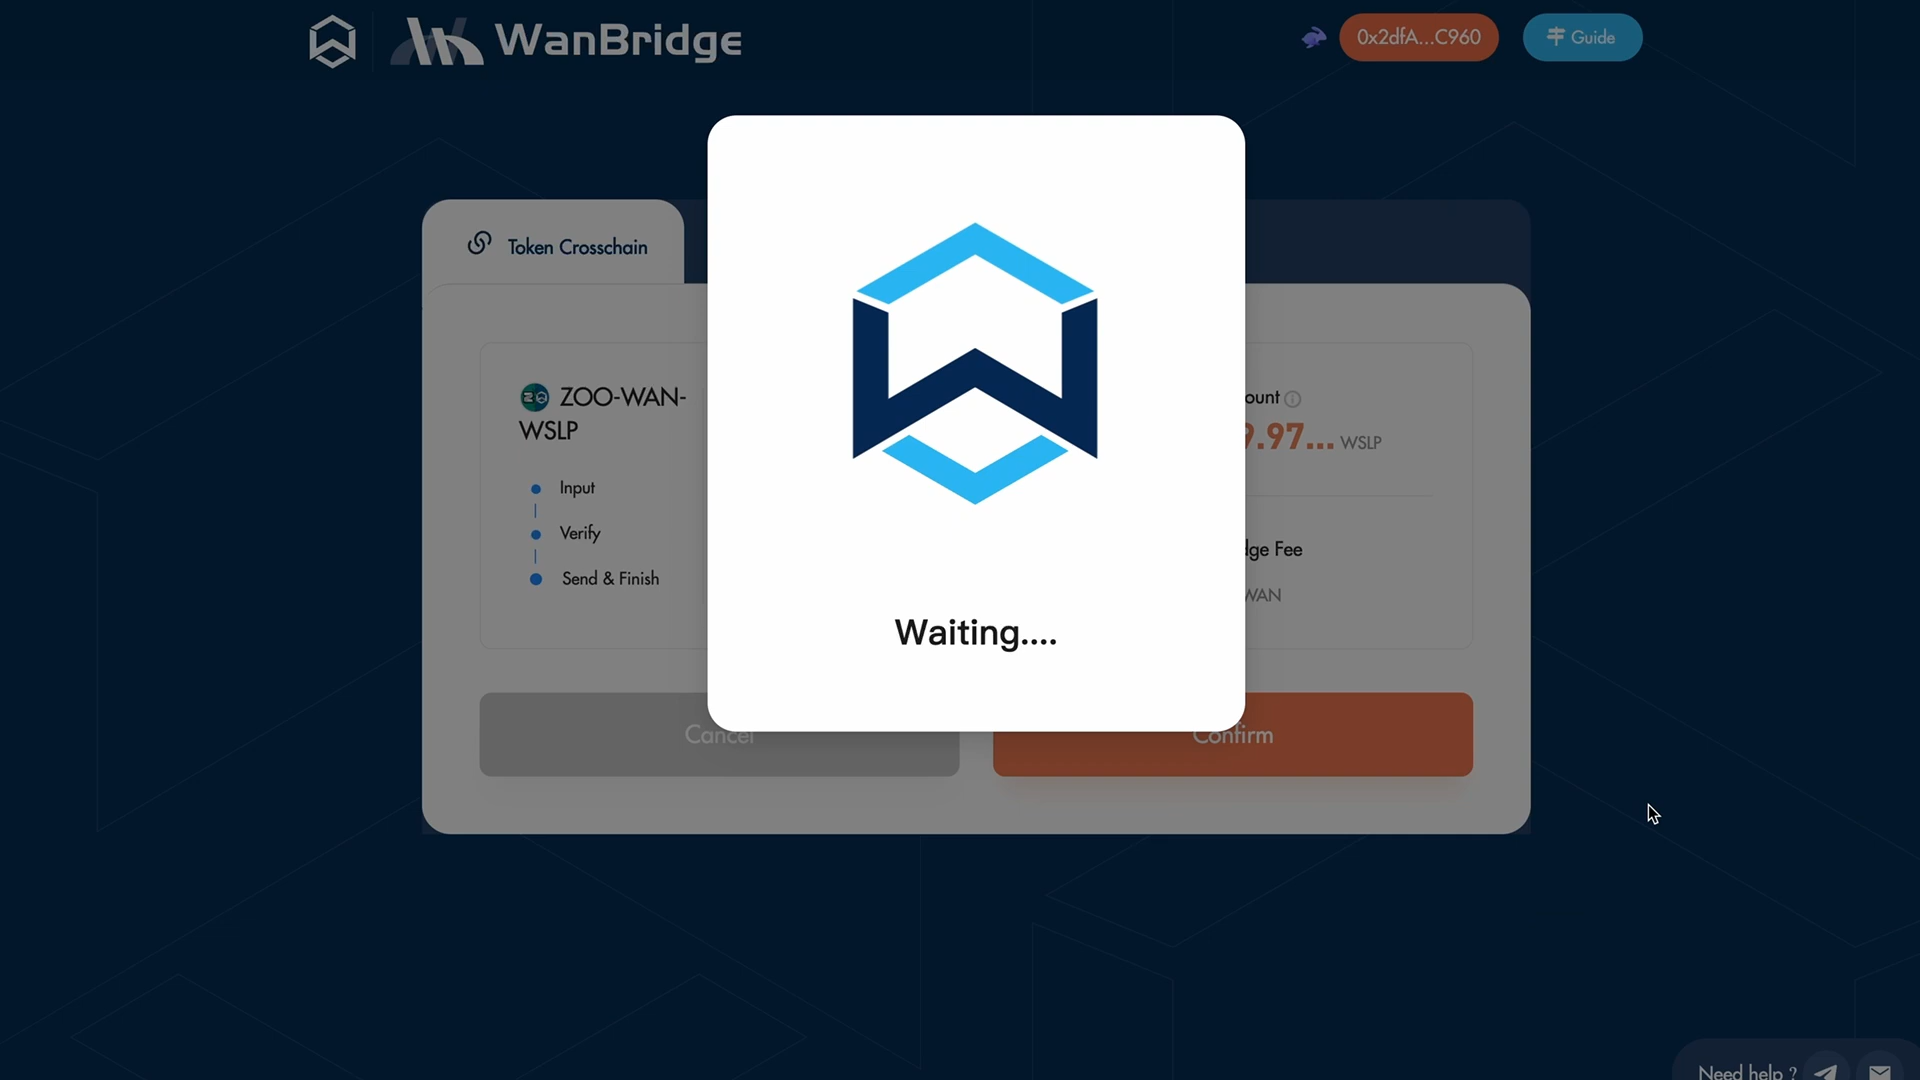 WanBridge
0x2dfA...C960
Guide
Token Crosschain
ZOO-WAN-
WSLP
Input
Verify
Send & Finish
Waiting....
ount
9.97... WSLP
dge Fee
WAN
Cancel
Confirm
Need help ?